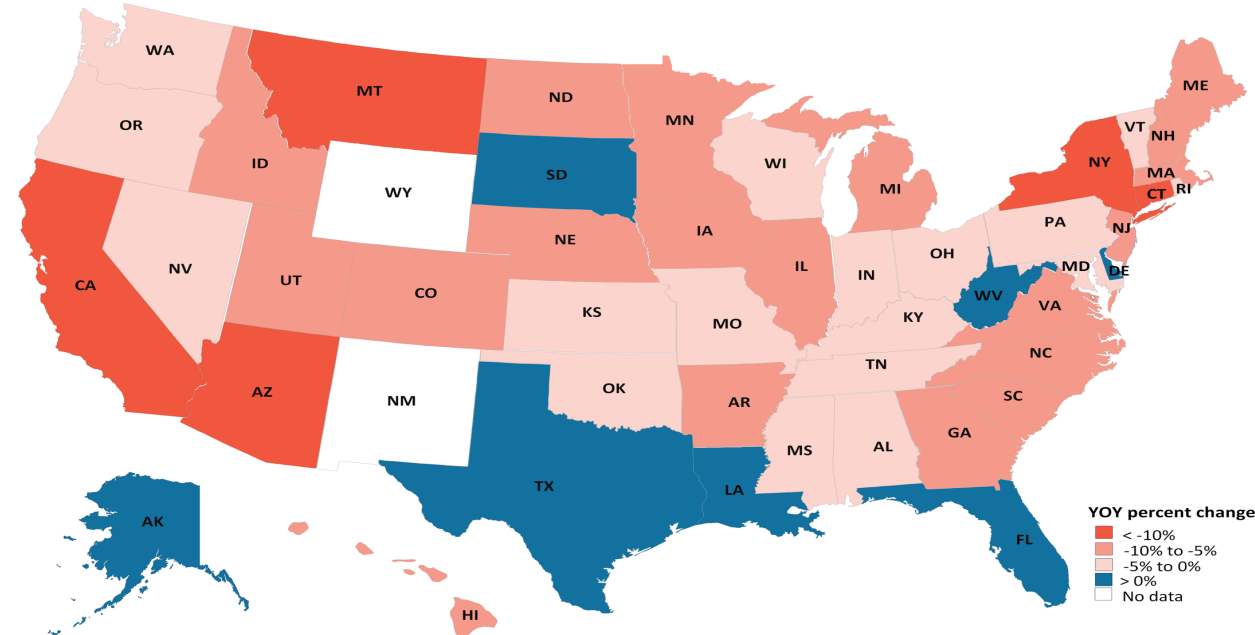 WA
MT
ND
MN
ME
OR
VT
NH
ID
SD
WI
NY
MA
WY
MI
CT
RI
NE
IA
PA
NJ
CA
NV
UT
CO
IL
IN
OH
MD
DE
WV
VA
KS
MO
KY
NC
AZ
NM
OK
AR
TN
SC
GA
MS
AL
TX
LA
AK
FL
HI
YOY percent change
< -10%
-10% to -5%
-5% to 0%
> 0%
No data